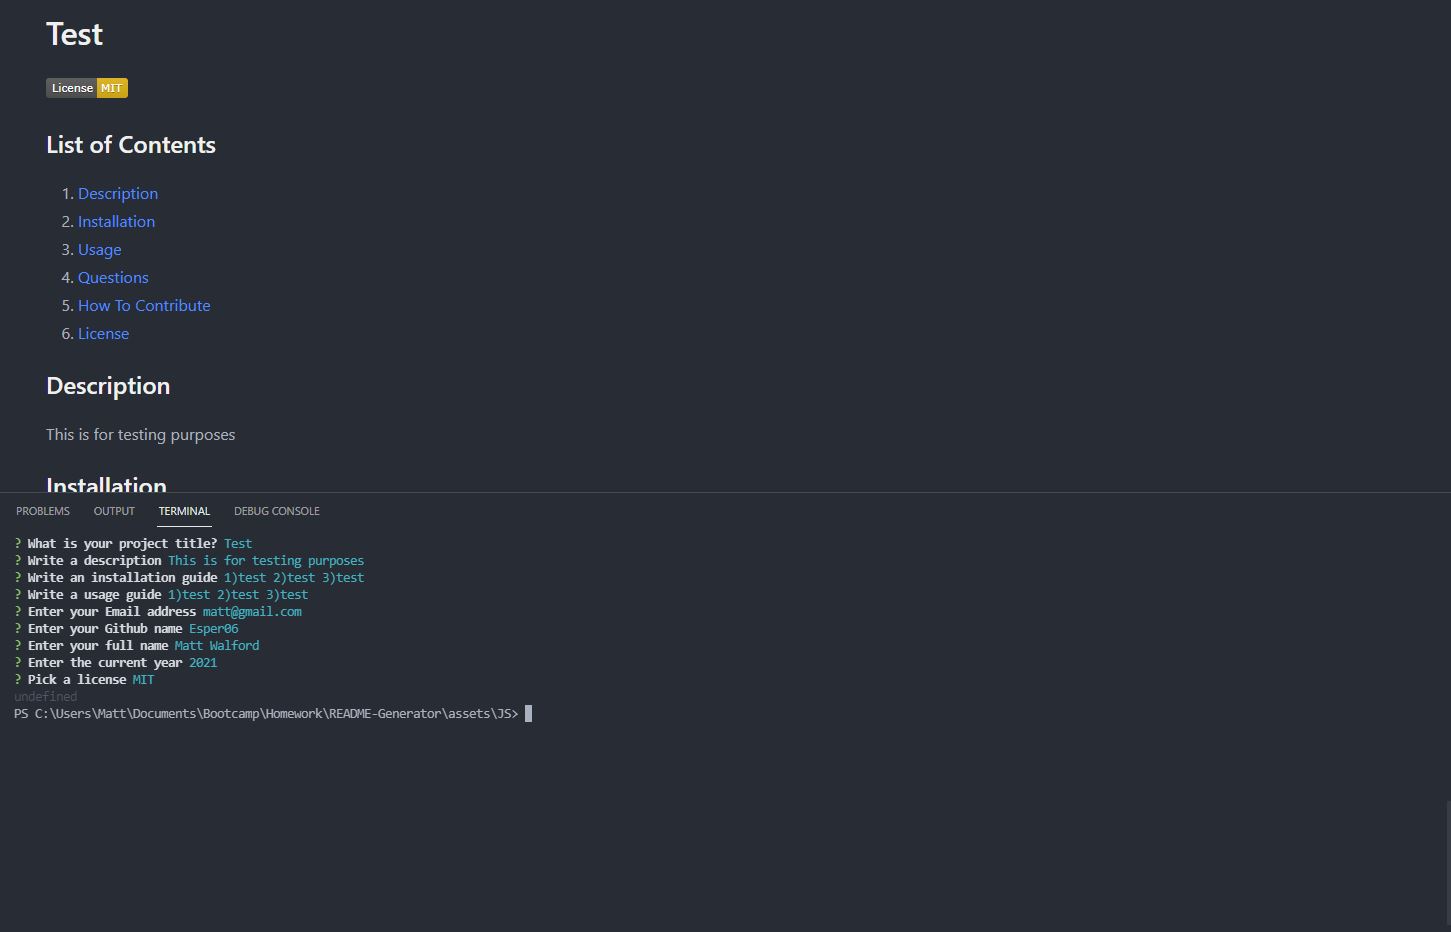 Test
License MIT
List of Contents
1. Description
2. Installation
3. Usage
4. Questions
5. How To Contribute
6. License
Description
This is for testing purposes
Installation
PROBLEMS OUTPUT TERMINAL DEBUG CONSOLE
? What is your project title? Test
? Write a description This is for testing purposes
? Write an installation guide 1)test 2)test 3)test
? Write a usage guide 1)test 2)test 3)test
? Enter your Email address matt@gmail.com
? Enter your Github name Esper06
? Enter your full name Matt Walford
? Enter the current year 2021
? Pick a license MIT
undefined
PS C:\Users\Matt\Documents\Bootcamp\Homework\README-Generator\assets\JS>